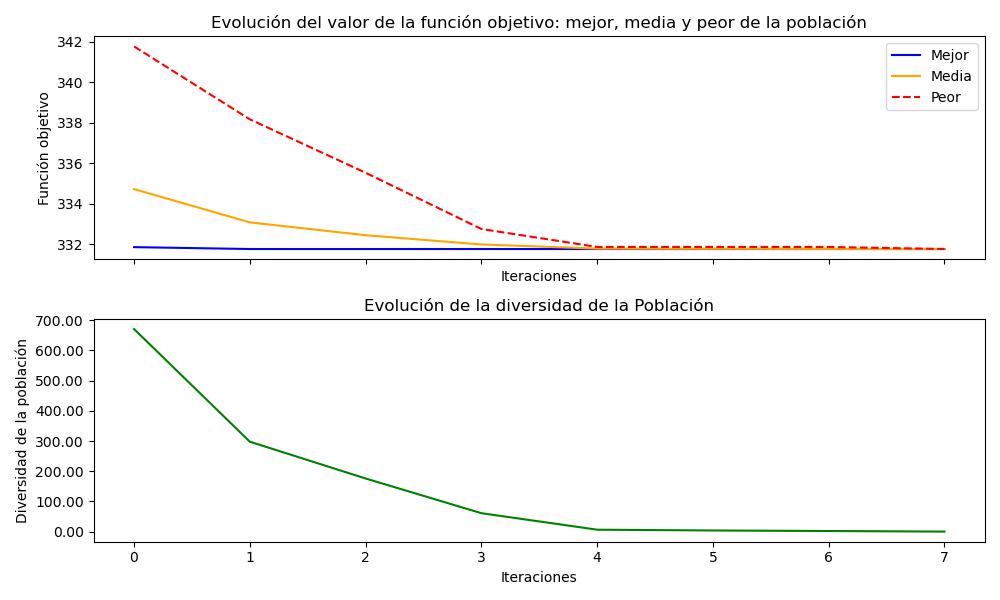 Evolución del valor de la función objetivo: mejor, media y peor de la población
342
340
338
336
334
332
Función objetivo
Mejor
Media
Peor
Iteraciones
Evolución de la diversidad de la Población
700.00
600.00
500.00
400.00
300.00
200.00
100.00
0.00
Diversidad de la población
0 1 2 3 4 5 6 7
Iteraciones